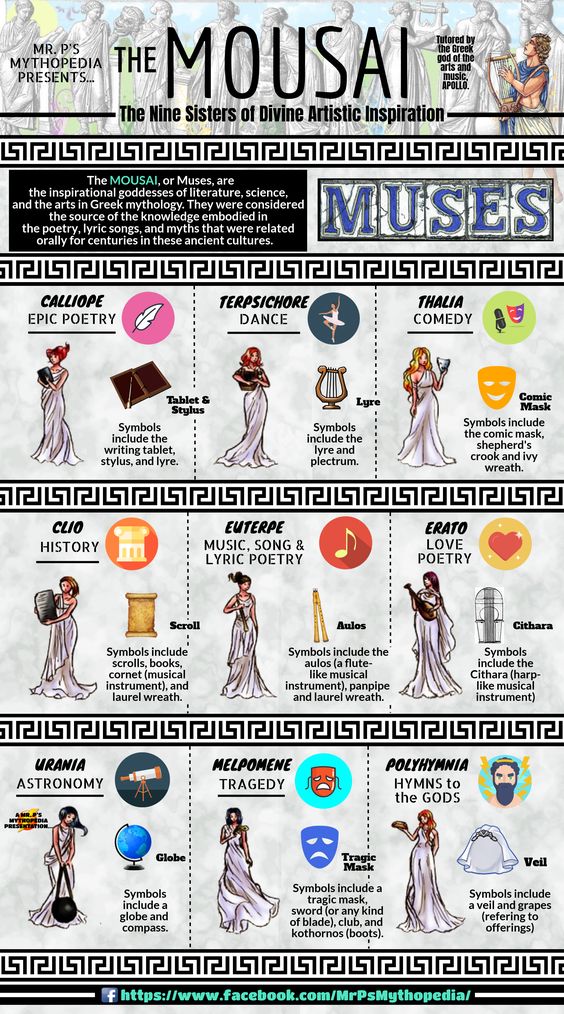 MR. P'S
MYTHOPEDIA
PRESENTS...
THE MOUSAI
Tutored by
the Greek
god of the
arts and
music,
APOLLO.
The Nine Sisters of Divine Artistic Inspiration
The MOUSAI, or Muses, are
the inspirational goddesses of literature, science,
and the arts in Greek mythology. They were considered
the source of the knowledge embodied in
the poetry, lyric songs, and myths that were related
orally for centuries in these ancient cultures.
MUSES
CALLIOPE
EPIC POETRY
Tablet &
Stylus
Symbols
include the
writing tablet,
stylus, and lyre.
TERPSICHORE
DANCE
Lyre
Symbols
include the
lyre and
plectrum.
THALIA
COMEDY
Comic
Mask
Symbols include
the comic mask,
shepherd's
crook and ivy
wreath.
CLIO
HISTORY
Scroll
Symbols include
scrolls, books,
cornet (musical
instrument), and
laurel wreath.
EUTERPE
MUSIC, SONG &
LYRIC POETRY
Aulos
Symbols include the
aulos (a flute-
like musical
instrument), panpipe
and laurel wreath.
ERATO
LOVE
POETRY
Cithara
Symbols
include the
Cithara (harp-
like musical
instrument)
URANIA
ASTRONOMY
A MR. P'S
MYTHOPEDIA
PRESENTATION...
Globe
Symbols
include a
globe and
compass.
MELPOMENE
TRAGEDY
Tragic
Mask
Symbols include a
tragic mask,
sword (or any kind
of blade), club, and
kothornos (boots).
POLYHYMNIA
HYMNS to
the GODS
Veil
Symbols include
a veil and grapes
(refering to
offerings)
f https://www.facebook.com/MrPsMythopedia/